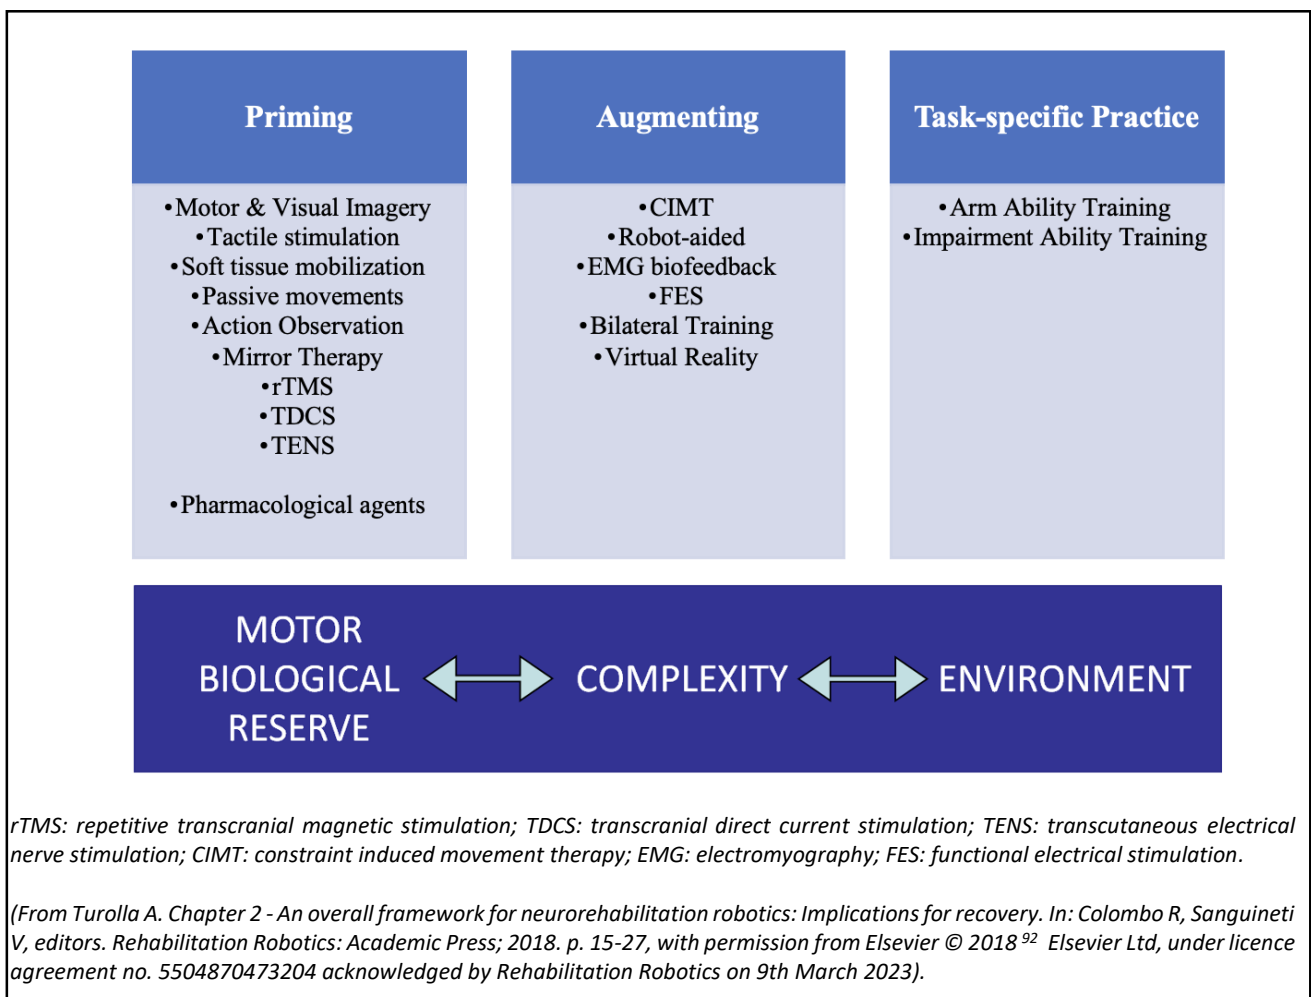 Priming
•Motor & Visual Imagery
•Tactile stimulation
•Soft tissue mobilization
•Passive movements
•Action Observation
•Mirror Therapy
•rTMS
•TDCS
•TENS
•Pharmacological agents
Augmenting
•CIMT
•Robot-aided
•EMG biofeedback
•FES
•Bilateral Training
•Virtual Reality
Task-specific Practice
•Arm Ability Training
•Impairment Ability Training
MOTOR
BIOLOGICAL
RESERVE
COMPLEXITY
ENVIRONMENT
rTMS: repetitive transcranial magnetic stimulation; TDCS: transcranial direct current stimulation; TENS: transcutaneous electrical
nerve stimulation; CIMT: constraint induced movement therapy; EMG: electromyography; FES: functional electrical stimulation.
(From Turolla A. Chapter 2 - An overall framework for neurorehabilitation robotics: Implications for recovery. In: Colombo R, Sanguineti
V, editors. Rehabilitation Robotics: Academic Press; 2018. p. 15-27, with permission from Elsevier © 2018 92 Elsevier Ltd, under licence
agreement no. 5504870473204 acknowledged by Rehabilitation Robotics on 9th March 2023).